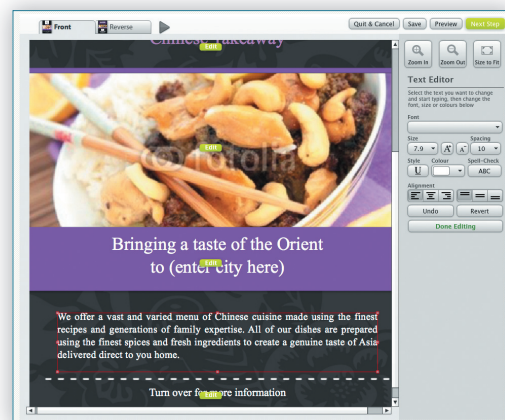 Front
Reverse
Quit & Cancel
Save
Preview
Next Step
Chinese Takeaway
Edit
Edit
fotolia
Bringing a taste of the Orient
to (enter city here)
Edit
We offer a vast and varied menu of Chinese cuisine made using the finest
recipes and generations of family expertise. All of our dishes are prepared
using the finest spices and fresh ingredients to create a genuine taste of Asia
delivered direct to you home.
Turn over for more information
Edit
Zoom In
Zoom Out
Size to Fit
Text Editor
Select the text you want to change
and start typing, then change the
font, size or colours below
Font
Size
Spacing
7.9
A
A
10
Style
Colour
Spell-Check
U
ABC
Alignment
Undo
Revert
Done Editing